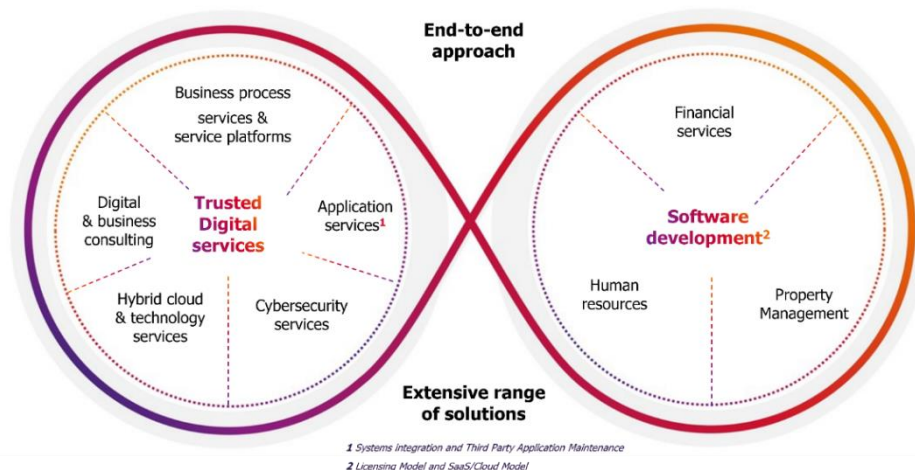 End-to-end
approach
Business process
services &
service platforms
Digital
& business
consulting
Trusted
Digital
services
Application
services1
Hybrid cloud
& technology
services
Cybersecurity
services
Financial
services
Software
development2
Human
resources
Property
Management
Extensive range
of solutions
1 Systems integration and Third Party Application Maintenance
2 Licensing Model and SaaS/Cloud Model